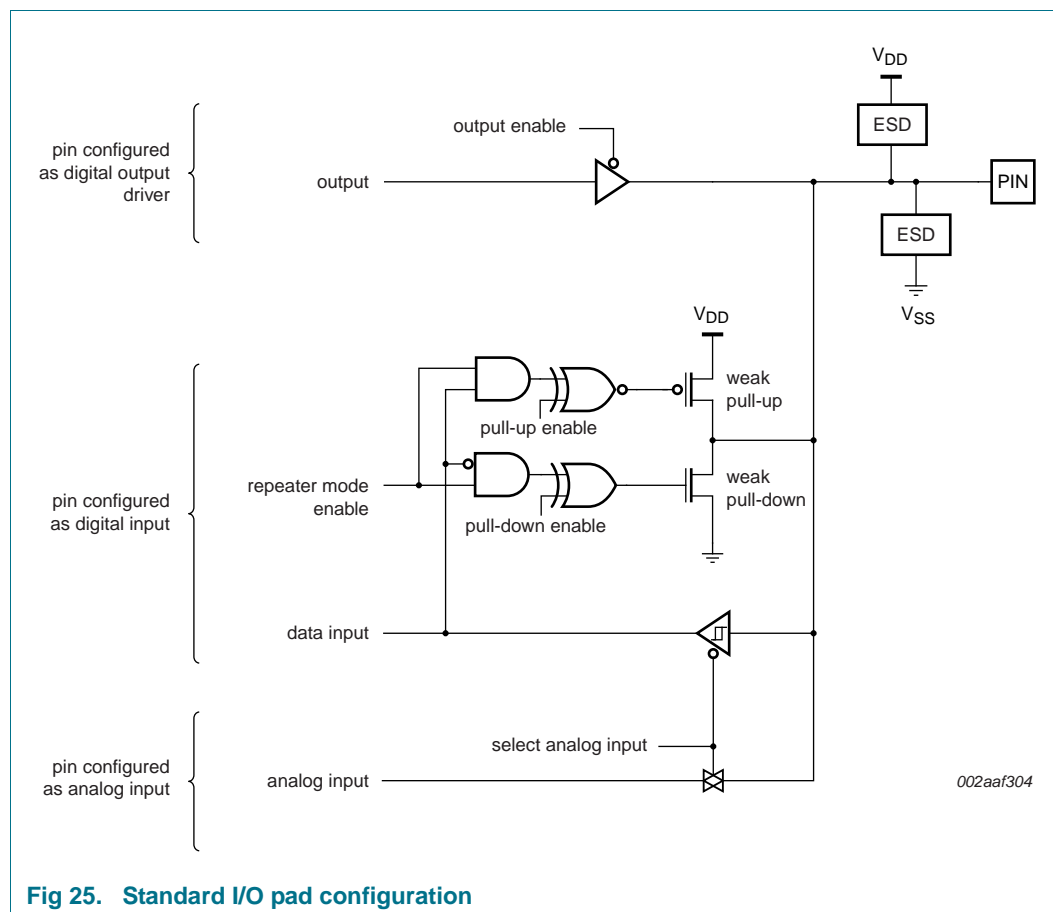 VDD
ESD
output enable
pin configured
as digital output
driver
output
PIN
ESD
VSS
VDD
weak
pull-up
pull-up enable
pin configured
as digital input
repeater mode
enable
weak
pull-down
pull-down enable
data input
select analog input
pin configured
as analog input
analog input
002aaf304
Fig 25. Standard I/O pad configuration